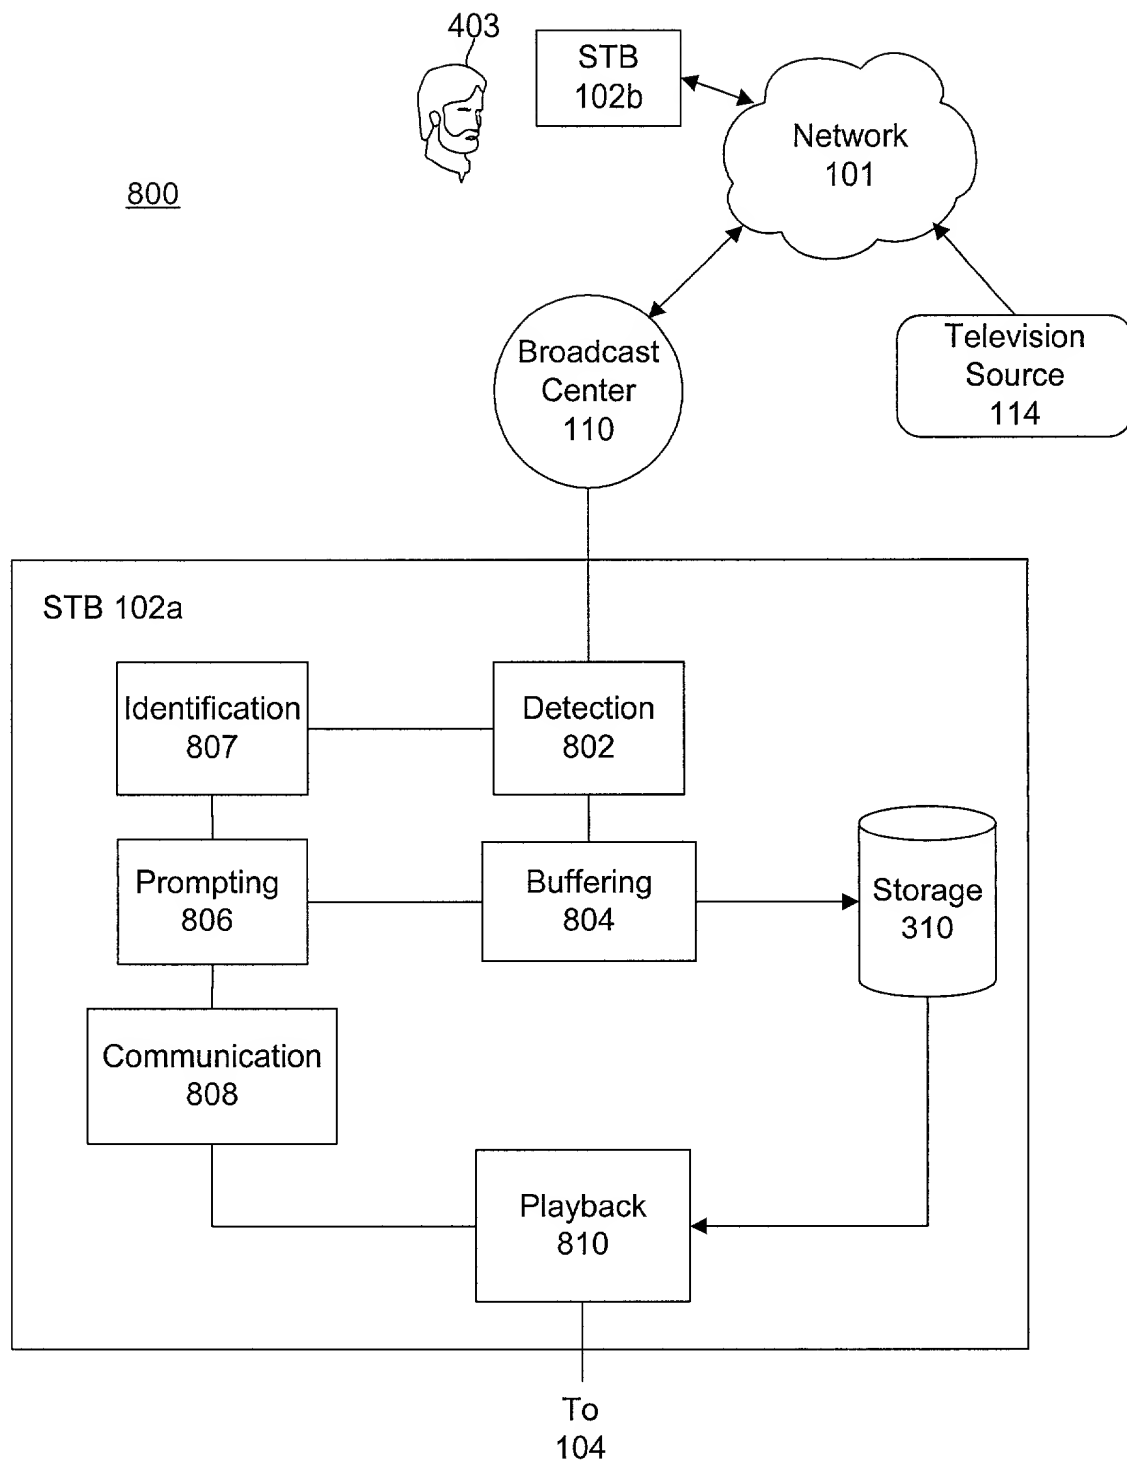 403
STB
102b
Network
101
800
Broadcast
Center
110
Television
Source
114
STB 102a
Identification
807
Detection
802
Prompting
806
Buffering
804
Storage
310
Communication
808
Playback
810
To
104